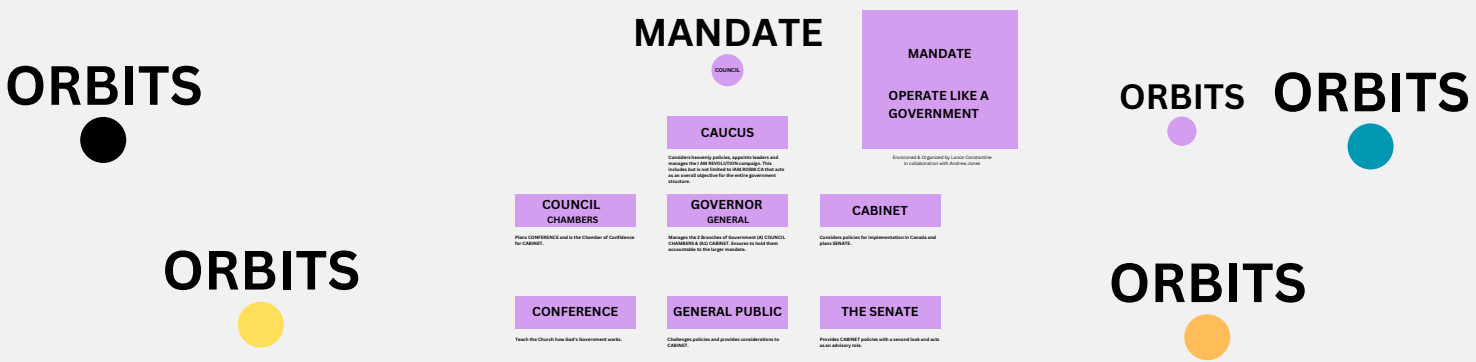 ORBITS
ORBITS
MANDATE
COUNCIL
CAUCUS
Considers heavenly policies, appoints leaders and
manages the I AM REVOLUTION campaign. This
includes but is not limited to IAM.ROBW.CA that acts
as an overall objective for the entire government
structure.
COUNCIL
CHAMBERS
Plans CONFERENCE and is the Chamber of Confidence
for CABINET.
GOVERNOR
GENERAL
Manages the 2 Branches of Government (A) COUNCIL
CHAMBERS & (A1) CABINET. Ensures to hold them
accountable to the larger mandate.
CABINET
Considers policies for implementation in Canada and
plans SENATE.
CONFERENCE
Teach the Church how God's Government works.
GENERAL PUBLIC
Challenges policies and provides considerations to
CABINET.
THE SENATE
Provides CABINET policies with a second look and acts
as an advisory role.
MANDATE
OPERATE LIKE A
GOVERNMENT
Envisioned & Organized by Lance Constantine
in collaboration with Andrew Jones
ORBITS
ORBITS
ORBITS